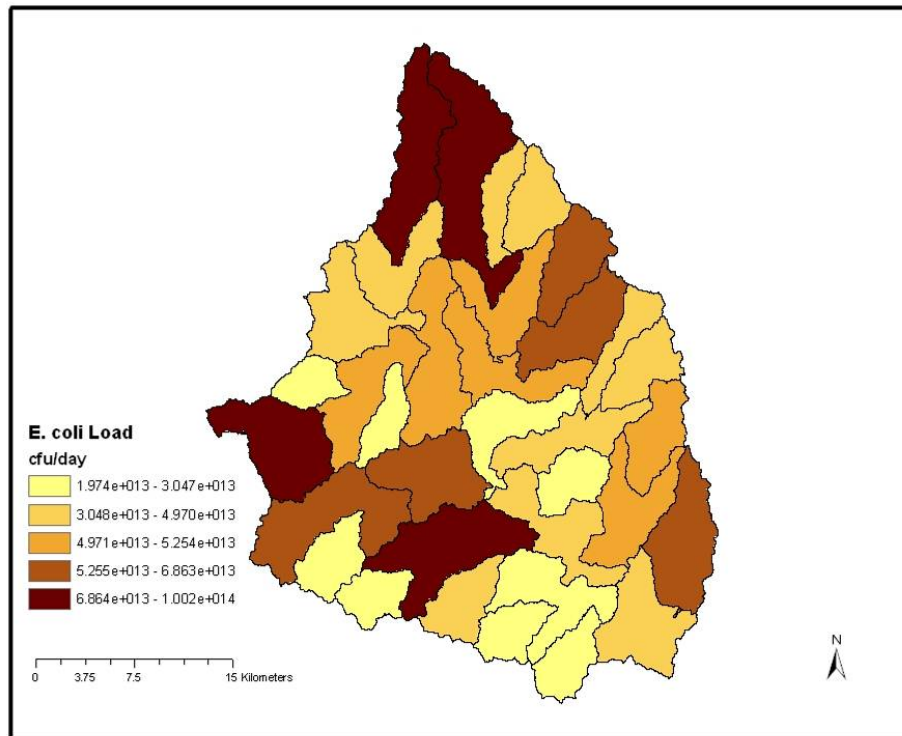 E. coli Load
cfu/day
1.974e+013 - 3.047e+013
3.048e+013 - 4.970e+013
4.971e+013 - 5.254e+013
5.255e+013 - 6.863e+013
6.864e+013 - 1.002e+014
0 3.75 7.5 15 Kilometers
N